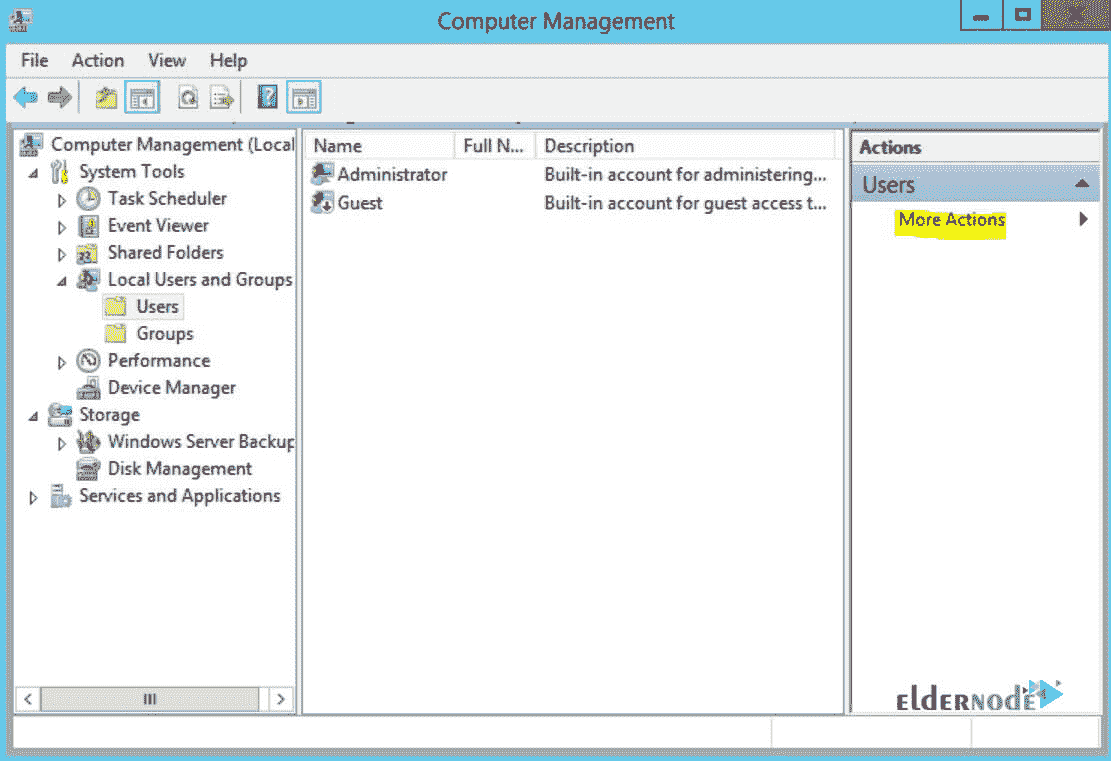 Computer Management
File Action View Help
Computer Management (Local
System Tools
Task Scheduler
Event Viewer
Shared Folders
Local Users and Groups
Users
Groups
Performance
Device Manager
Storage
Windows Server Backup
Disk Management
Services and Applications
Name Full N... Description
Administrator Built-in account for administering...
Guest Built-in account for guest access t...
Actions
Users
More Actions
ELDERNODE